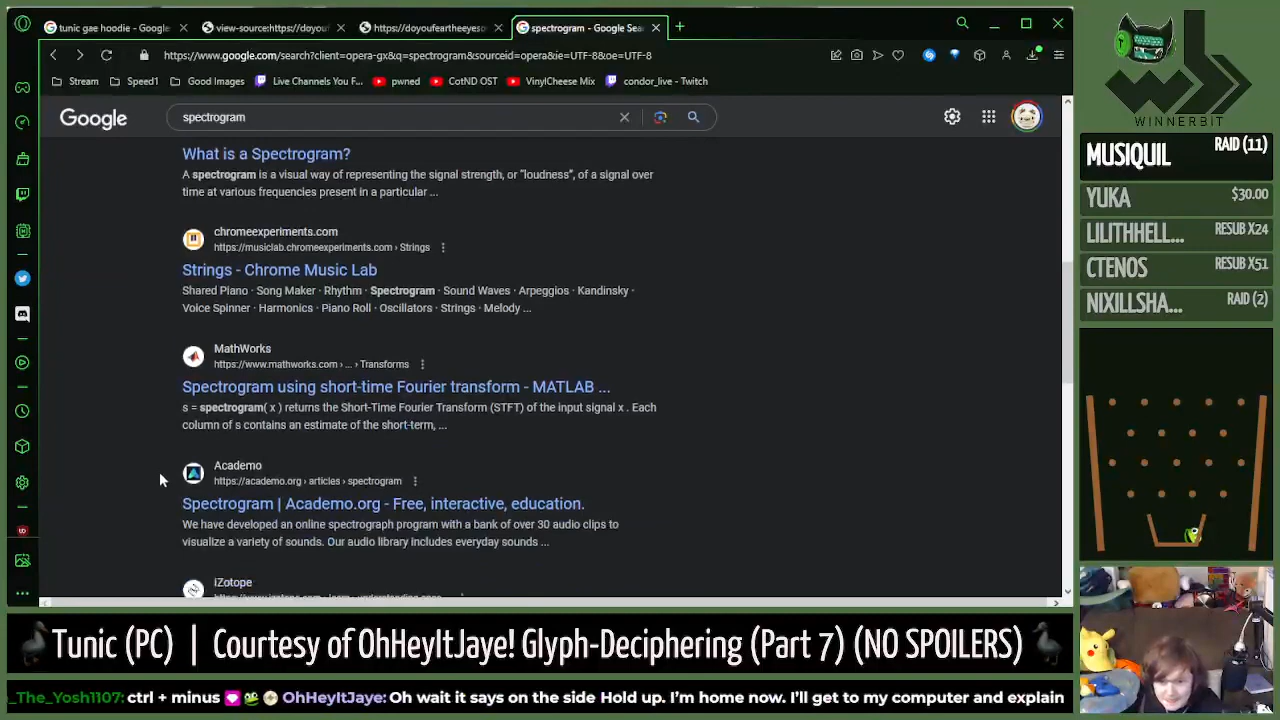 tunic gae hoodie - Google
view-source:https://doyouf
https://doyoufeartheeyeso
spectrogram - Google Sea
https://www.google.com/search?client=opera-gx&q=spectrogram&sourceid=opera&ie=UTF-8&oe=UTF-8
Stream
Speed1
Good Images
Live Channels You F...
pwned
CotND OST
VinylCheese Mix
condor_live - Twitch
Google
spectrogram
What is a Spectrogram?
A spectrogram is a visual way of representing the signal strength, or "loudness", of a signal over
time at various frequencies present in a particular ...
chromeexperiments.com
https://musiclab.chromeexperiments.com › Strings
Strings - Chrome Music Lab
Shared Piano · Song Maker · Rhythm · Spectrogram · Sound Waves · Arpeggios · Kandinsky ·
Voice Spinner · Harmonics · Piano Roll · Oscillators · Strings · Melody ...
MathWorks
https://www.mathworks.com › ... › Transforms
Spectrogram using short-time Fourier transform - MATLAB ...
s = spectrogram( x ) returns the Short-Time Fourier Transform (STFT) of the input signal x . Each
column of s contains an estimate of the short-term, ...
Academo
https://academo.org › articles › spectrogram
Spectrogram | Academo.org - Free, interactive, education.
We have developed an online spectrograph program with a bank of over 30 audio clips to
visualize a variety of sounds. Our audio library includes everyday sounds ...
iZotope
WINNERBIT
MUSIQUIL RAID (11)
YUKA $30.00
LILITHHELL... RESUB X24
CTENOS RESUB X51
NIXILLSHA... RAID (2)
Tunic (PC) | Courtesy of OhHeyItJaye! Glyph-Deciphering (Part 7) (NO SPOILERS)
_The_Yosh1107: ctrl + minus OhHeyItJaye: Oh wait it says on the side Hold up. I'm home now. I'll get to my computer and explain